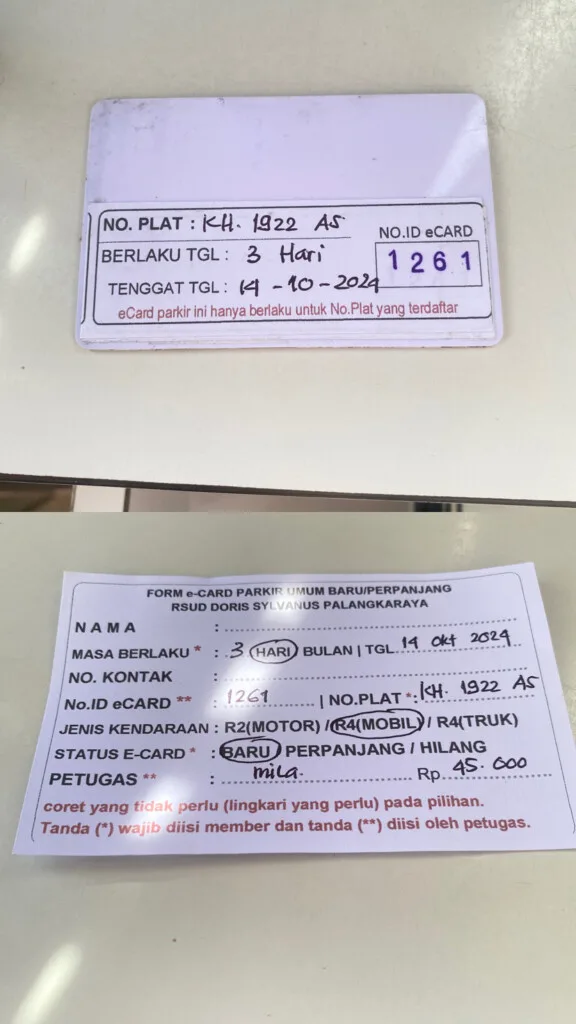 NO. PLAT : KH. 1922 AS
BERLAKU TGL : 3 Hari
NO.ID eCARD
1261
TENGGAT TGL : 14 - 10 - 2024
eCard parkir ini hanya berlaku untuk No.Plat yang terdaftar
FORM e-CARD PARKIR UMUM BARU/PERPANJANG
RSUD DORIS SYLVANUS PALANGKARAYA
NAMA :
MASA BERLAKU * : 3 HARI BULAN | TGL. 14 Okt 2024
NO. KONTAK :
No.ID eCARD ** : 1261 | NO.PLAT *: KH. 1922 AS
JENIS KENDARAAN : R2(MOTOR) / R4(MOBIL) / R4(TRUK)
STATUS E-CARD * : BARU / PERPANJANG / HILANG
PETUGAS ** : mila. Rp. 45.000
coret yang tidak perlu (lingkari yang perlu) pada pilihan.
Tanda (*) wajib diisi member dan tanda (**) diisi oleh petugas.